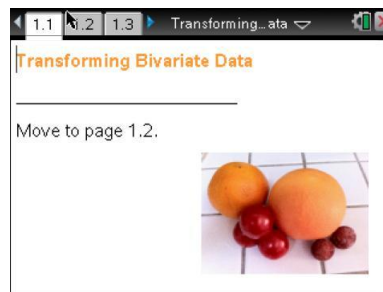 1.1 1.2 1.3 Transforming...ata
Transforming Bivariate Data
Move to page 1.2.